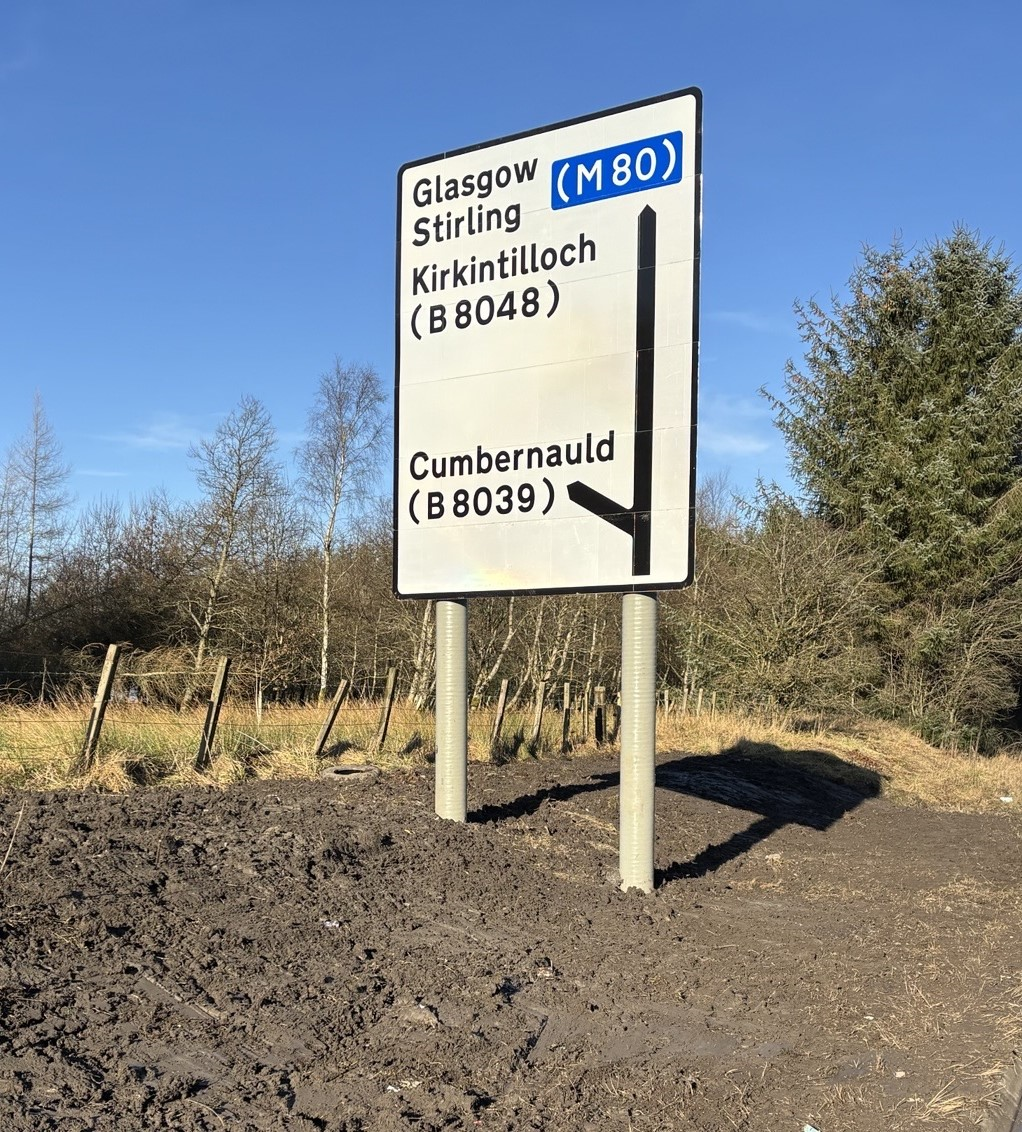 Glasgow (M 80)
Stirling
Kirkintilloch
(B 8048)
Cumbernauld
(B 8039)